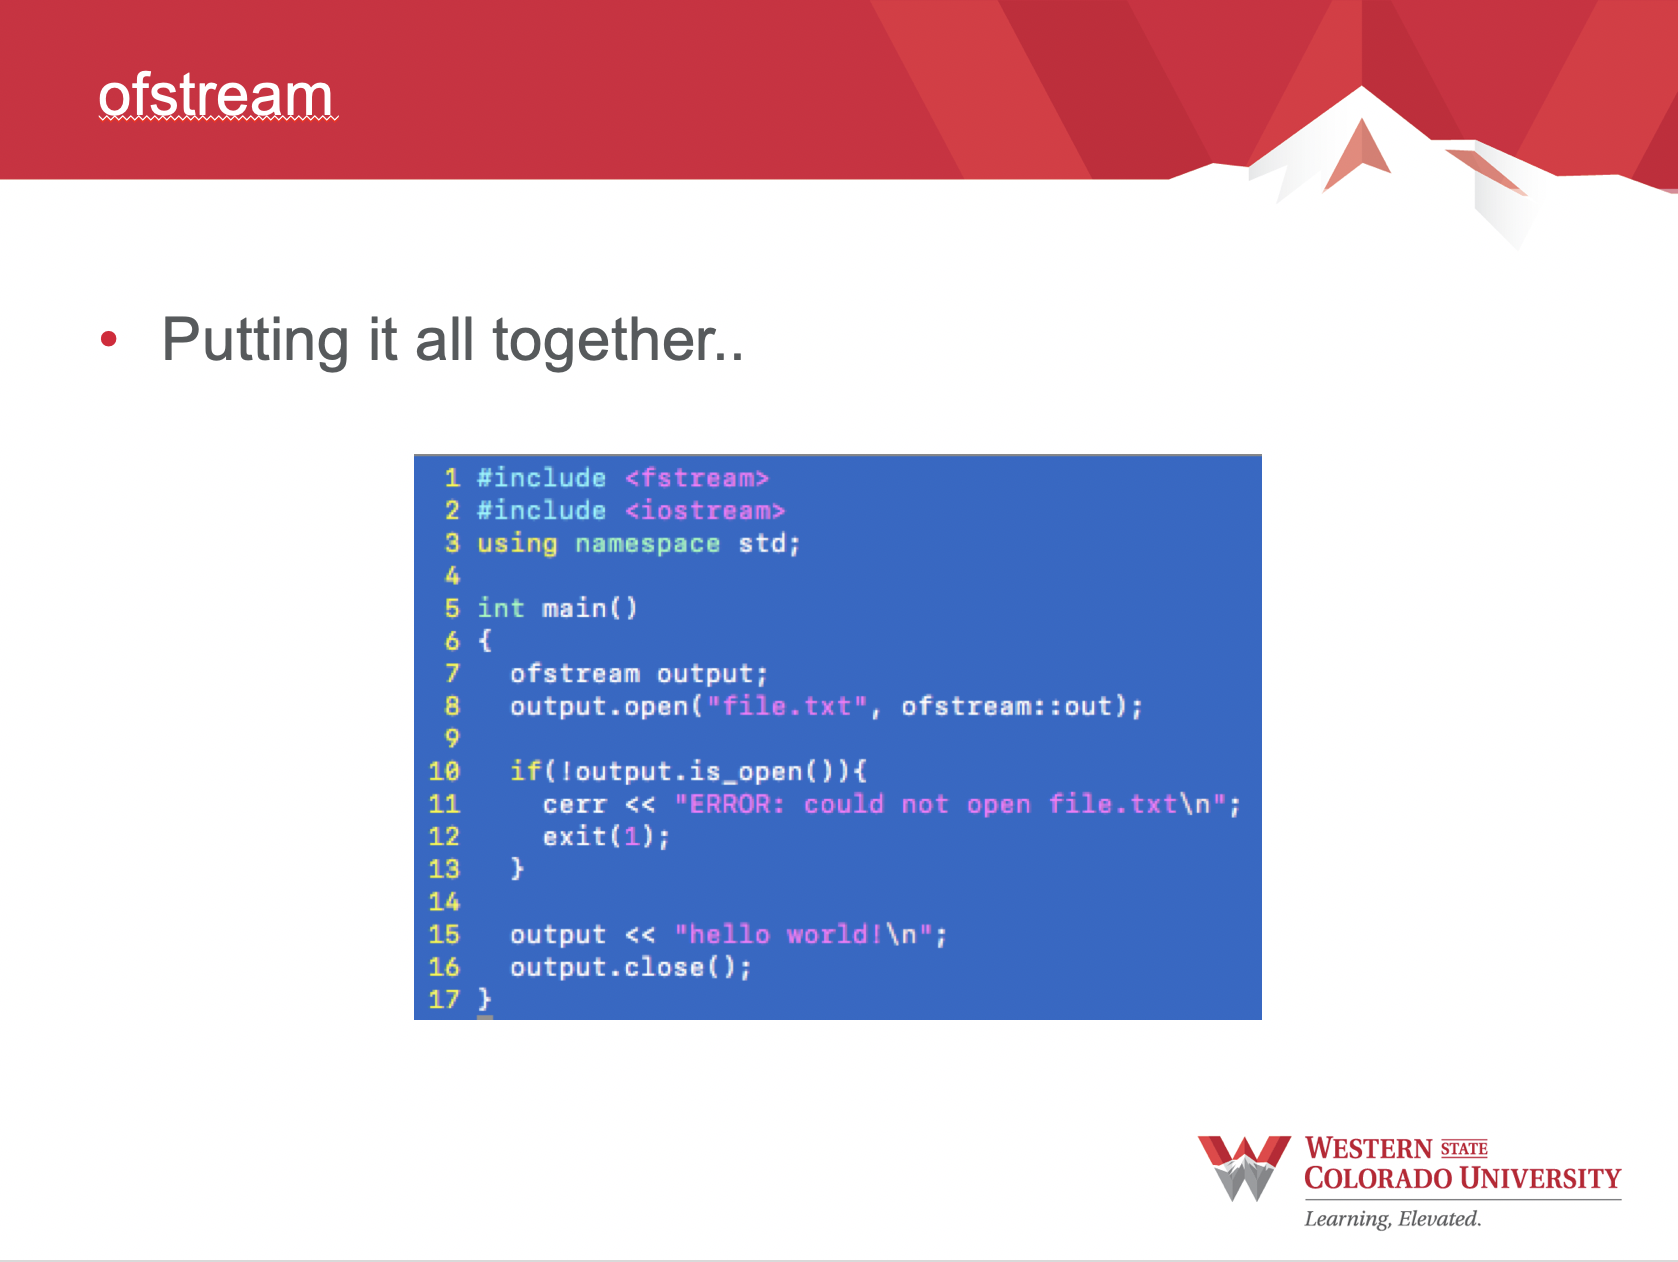 ofstream
• Putting it all together..
1 #include <fstream>
2 #include <iostream>
3 using namespace std;
4
5 int main()
6 {
7   ofstream output;
8   output.open("file.txt", ofstream::out);
9
10   if(!output.is_open()){
11     cerr << "ERROR: could not open file.txt\n";
12     exit(1);
13   }
14
15   output << "hello world!\n";
16   output.close();
17 }
WESTERN STATE
COLORADO UNIVERSITY
Learning, Elevated.